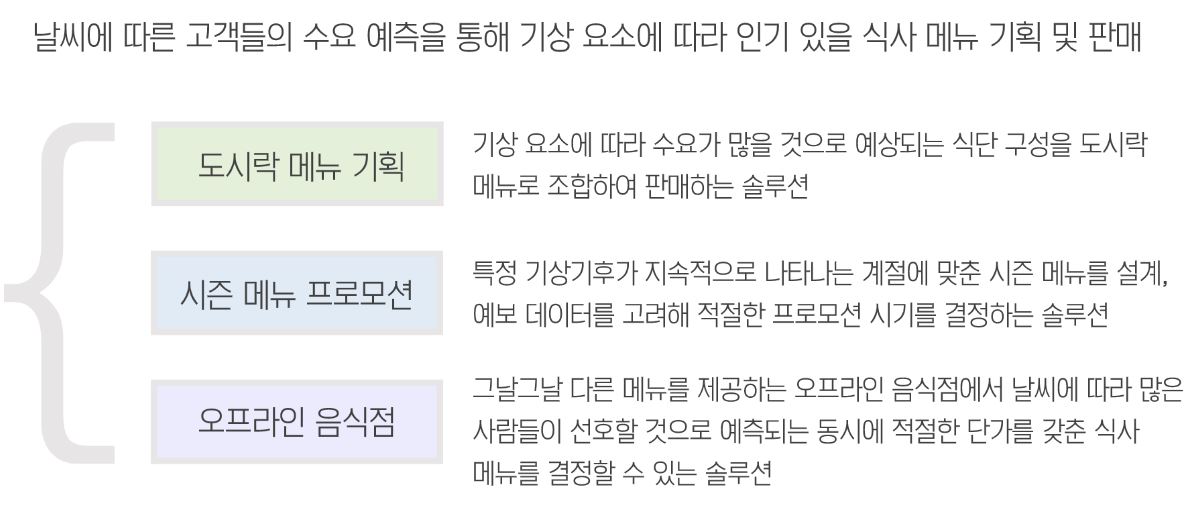 날씨에 따른 고객들의 수요 예측을 통해 기상 요소에 따라 인기 있을 식사 메뉴 기획 및 판매
도시락 메뉴 기획
기상 요소에 따라 수요가 많을 것으로 예상되는 식단 구성을 도시락
메뉴로 조합하여 판매하는 솔루션
시즌 메뉴 프로모션
특정 기상기후가 지속적으로 나타나는 계절에 맞춘 시즌 메뉴를 설계,
예보 데이터를 고려해 적절한 프로모션 시기를 결정하는 솔루션
오프라인 음식점
그날그날 다른 메뉴를 제공하는 오프라인 음식점에서 날씨에 따라 많은
사람들이 선호할 것으로 예측되는 동시에 적절한 단가를 갖춘 식사
메뉴를 결정할 수 있는 솔루션